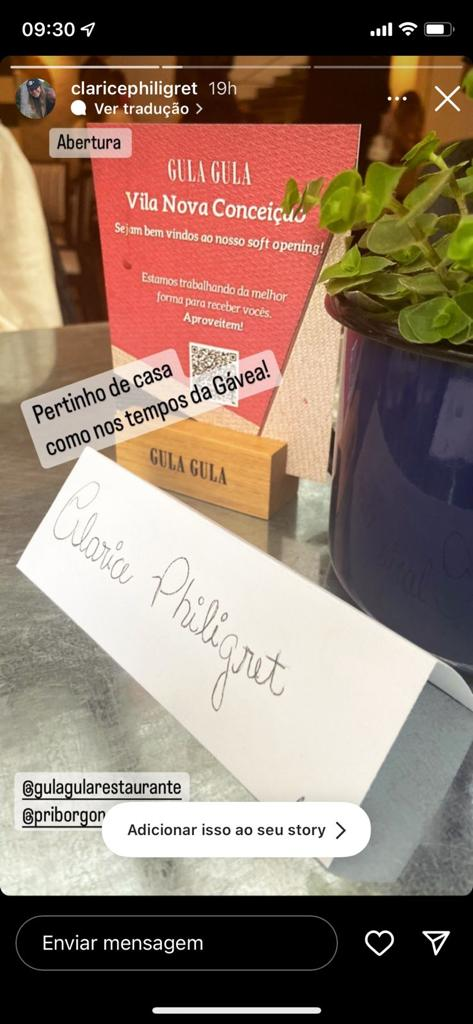 09:30
claricephiligret 19h
Ver tradução >
Abertura
GULA GULA
Vila Nova Conceição
Sejam bem vindos ao nosso soft opening!
Estamos trabalhando da melhor
forma para receber vocês.
Aproveitem!
Pertinho de casa
como nos tempos da Gávea!
GULA GULA
Clarice Philigret
@gulagularestaurante
@priborgon
Adicionar isso ao seu story >
Enviar mensagem